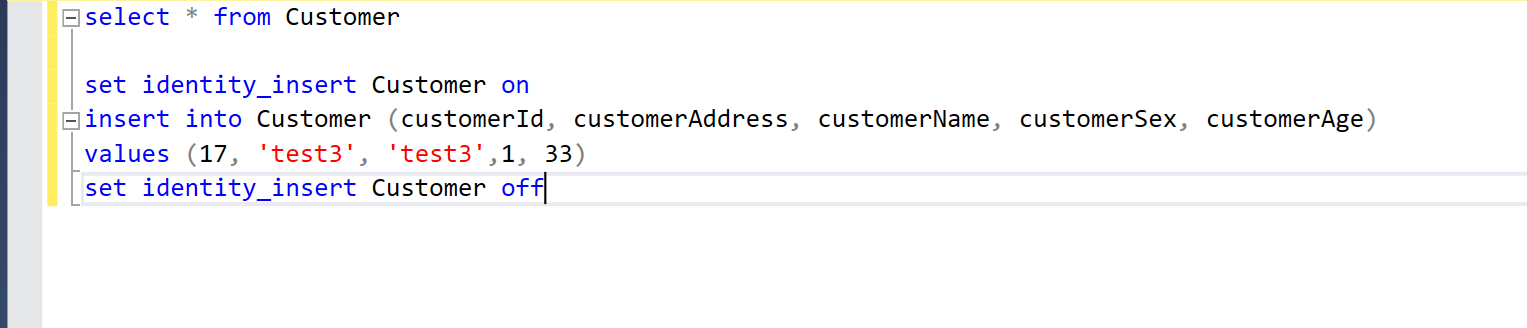 select * from Customer
set identity_insert Customer on
insert into Customer (customerId, customerAddress, customerName, customerSex, customerAge)
values (17, 'test3', 'test3',1, 33)
set identity_insert Customer off